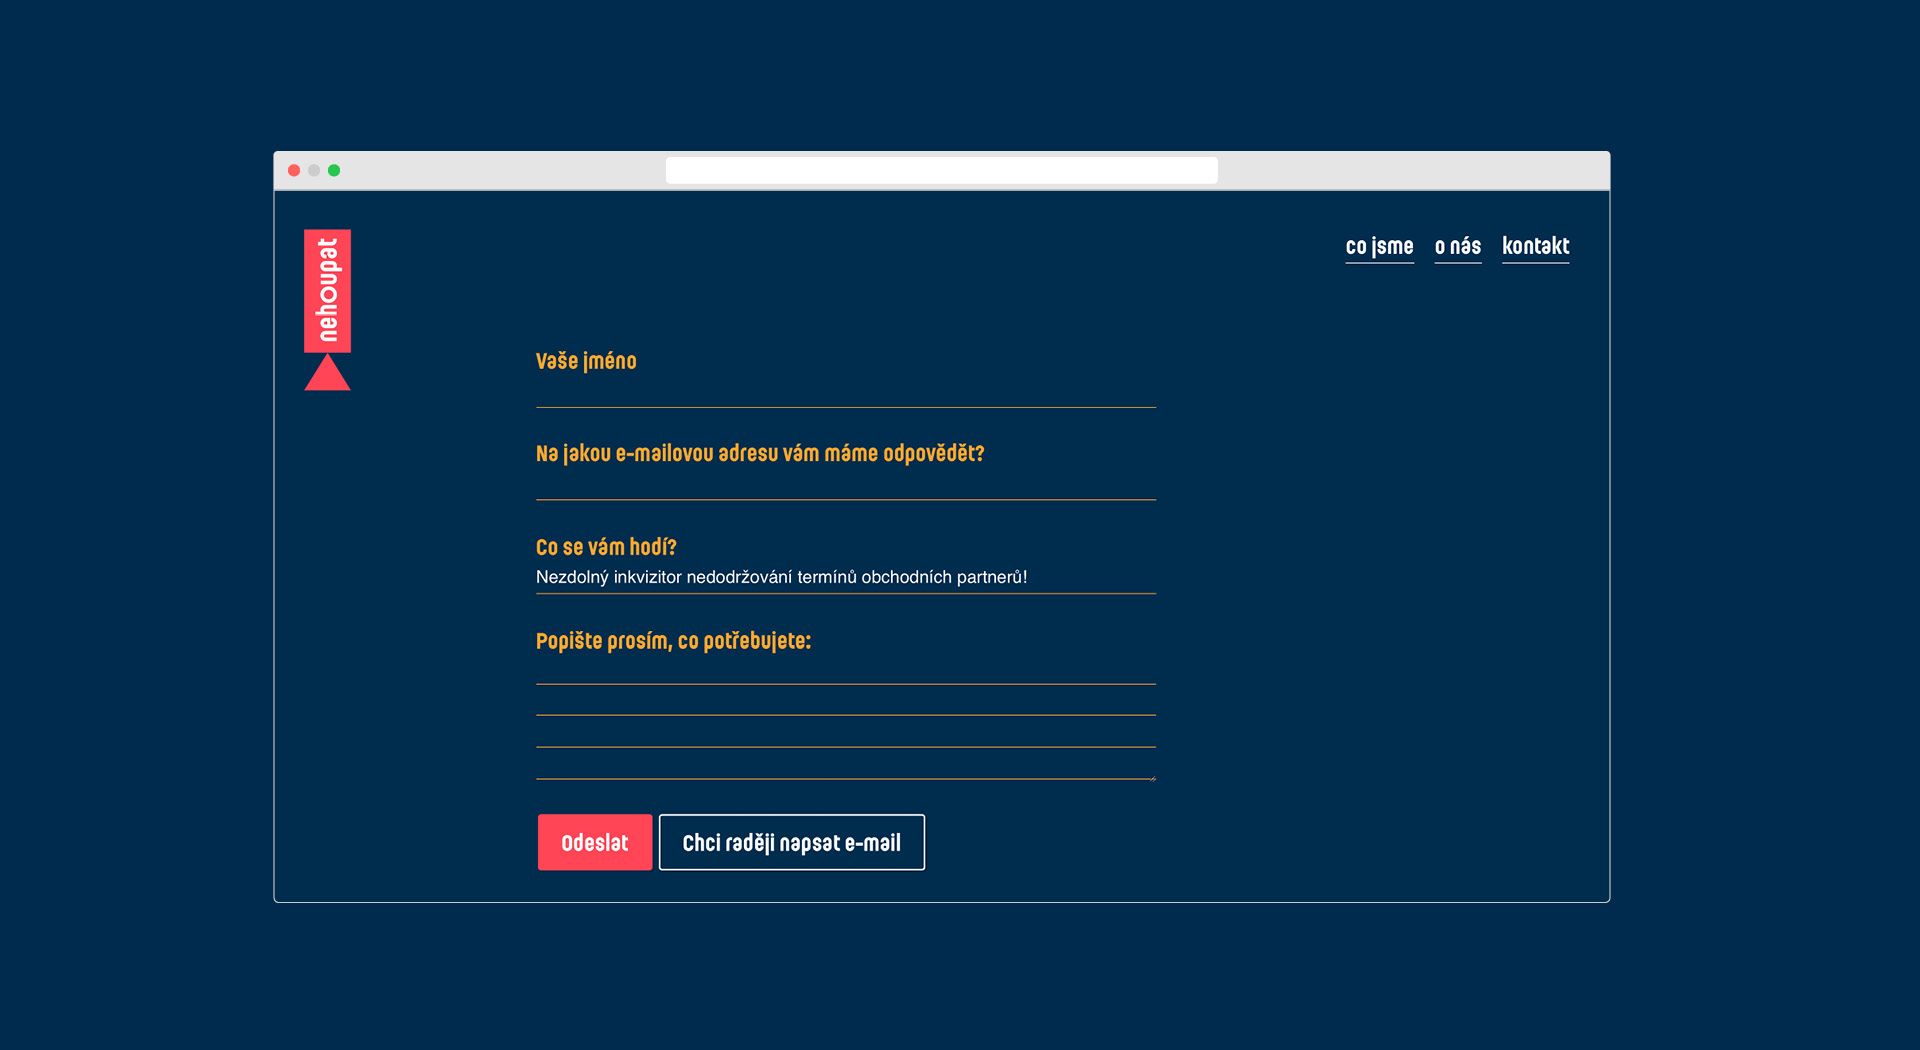 nehoupat
co jsme
o nás
kontakt
Vaše jméno
Na jakou e-mailovou adresu vám máme odpovědět?
Co se vám hodí?
Nezdolný inkvizitor nedodržování termínů obchodních partnerů!
Popište prosím, co potřebujete:
Odeslat
Chci raději napsat e-mail